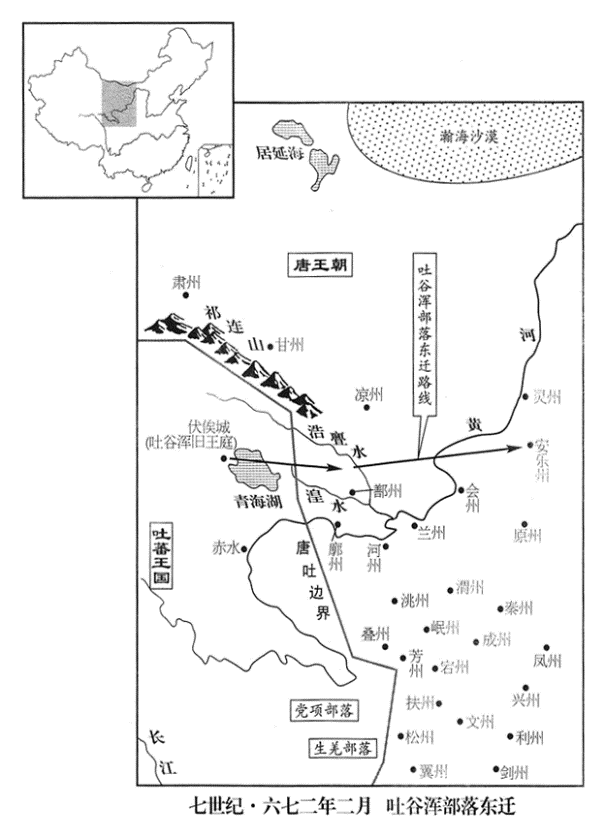 瀚海沙漠
居延海
唐王朝
吐谷浑部落东迁路线
肃州
祁连山
甘州
凉州
河
灵州
黄
浩亹水
伏俟城
(吐谷浑旧王庭)
安乐州
青海湖
湟水
鄯州
会州
兰州
原州
吐蕃王国
赤水
唐吐边界
廓州
河州
渭州
洮州
秦州
岷州
叠州
成州
凤州
芳州
宕州
兴州
扶州
文州
党项部落
松州
利州
生羌部落
长江
翼州
剑州
七世纪·六七二年二月 吐谷浑部落东迁